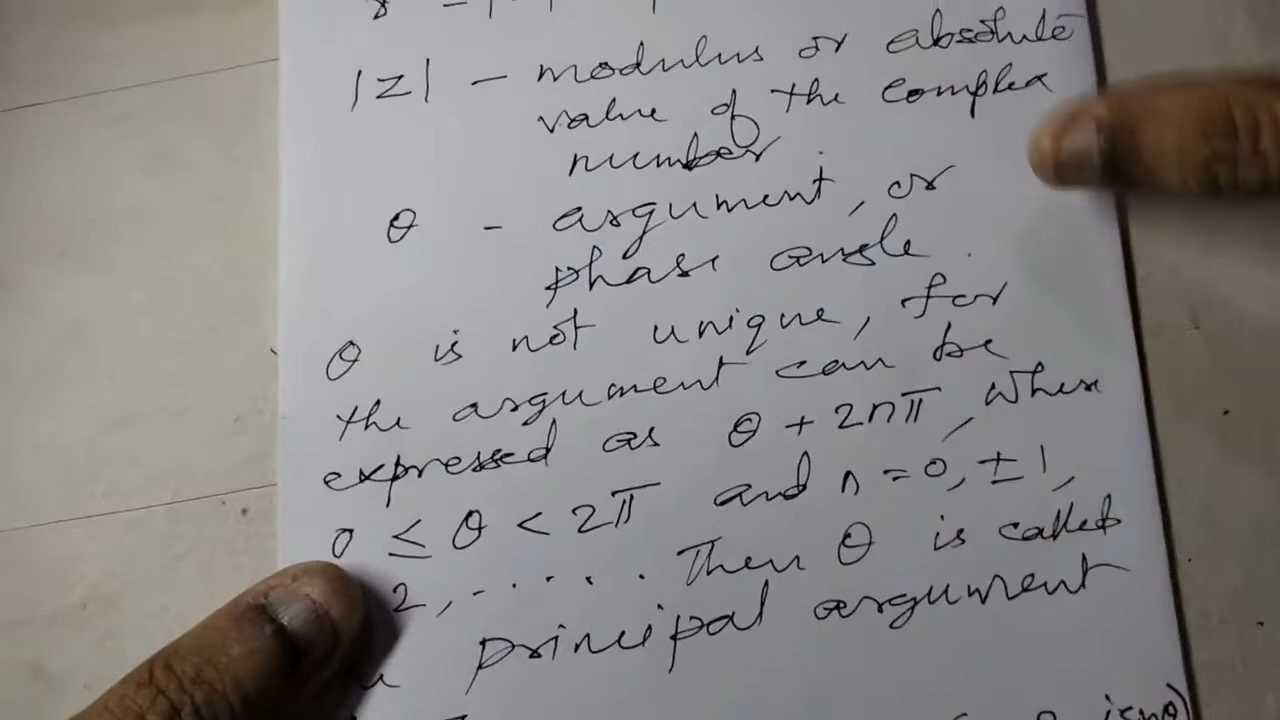 |z| - modulus or absolute
value of the complex
number.
θ - argument, or
phase angle.
θ is not unique, for
the argument can be
expressed as θ + 2nπ, where
0 ≤ θ < 2π and n = 0, ±1,
2, ..... Then θ is called
principal argument